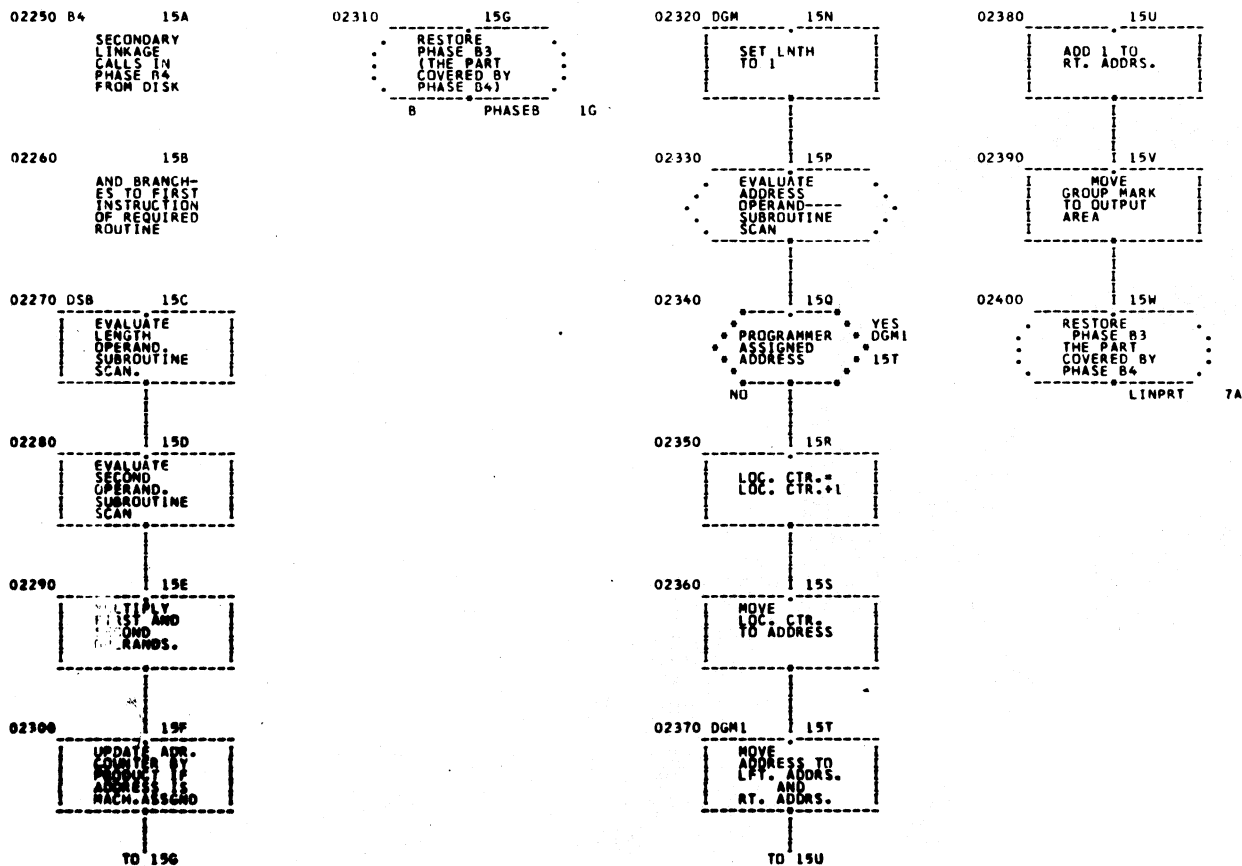 02250 B4 15A
SECONDARY
LINKAGE
CALLS IN
PHASE B4
FROM DISK
02260 15B
AND BRANCH-
ES TO FIRST
INSTRUCTION
OF REQUIRED
ROUTINE
02270 DSB 15C
EVALUATE
LENGTH
OPERAND.
SUBROUTINE
SCAN.
02280 15D
EVALUATE
SECOND
OPERAND.
SUBROUTINE
SCAN
02290 15E
MULTIPLY
FIRST AND
SECOND
OPERANDS.
02300 15F
UPDATE ADR.
COUNTER BY
PRODUCT IF
ADDRESS IS
MACH.ASSGND
TO 15G
02310 15G
RESTORE
PHASE B3
(THE PART
COVERED BY
PHASE B4)
B PHASEB 1G
02320 DGM 15N
SET LNTH
TO 1
02330 15P
EVALUATE
ADDRESS
OPERAND----
SUBROUTINE
SCAN
02340 15Q
PROGRAMMER
ASSIGNED
ADDRESS
YES
DGM1
15T
NO
02350 15R
LOC. CTR.=
LOC. CTR.+1
02360 15S
MOVE
LOC. CTR.
TO ADDRESS
02370 DGM1 15T
MOVE
ADDRESS TO
LFT. ADDRS.
AND
RT. ADDRS.
TO 15U
02380 15U
ADD 1 TO
RT. ADDRS.
02390 15V
MOVE
GROUP MARK
TO OUTPUT
AREA
02400 15W
RESTORE
PHASE B3
THE PART
COVERED BY
PHASE B4
LINPRT 7A